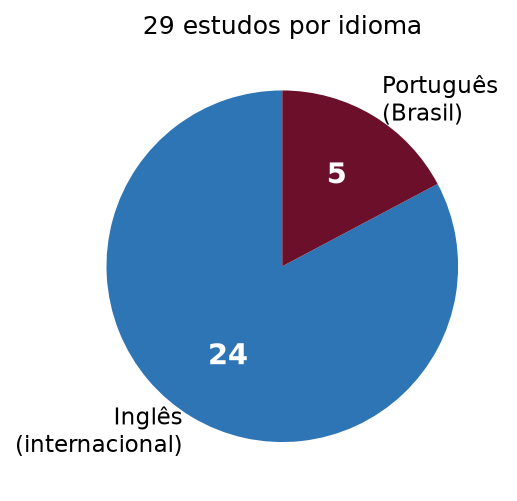 29 estudos por idioma
Português
(Brasil)
5
24
Inglês
(internacional)